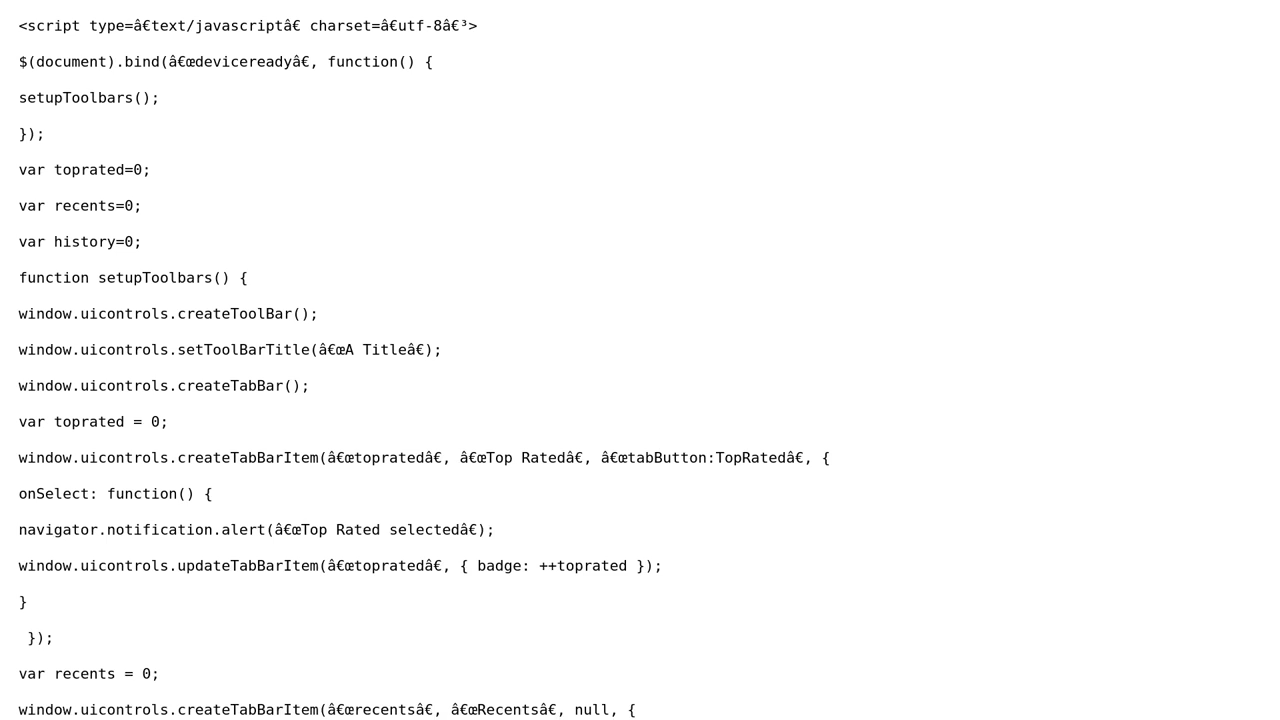 <script type=â€text/javascriptâ€ charset=â€utf-8â€³>
$(document).bind(â€œdevicereadyâ€, function() {
setupToolbars();
});
var toprated=0;
var recents=0;
var history=0;
function setupToolbars() {
window.uicontrols.createToolBar();
window.uicontrols.setToolBarTitle(â€œA Titleâ€);
window.uicontrols.createTabBar();
var toprated = 0;
window.uicontrols.createTabBarItem(â€œtopratedâ€, â€œTop Ratedâ€, â€œtabButton:TopRatedâ€, {
onSelect: function() {
navigator.notification.alert(â€œTop Rated selectedâ€);
window.uicontrols.updateTabBarItem(â€œtopratedâ€, { badge: ++toprated });
}
});
var recents = 0;
window.uicontrols.createTabBarItem(â€œrecentsâ€, â€œRecentsâ€, null, {